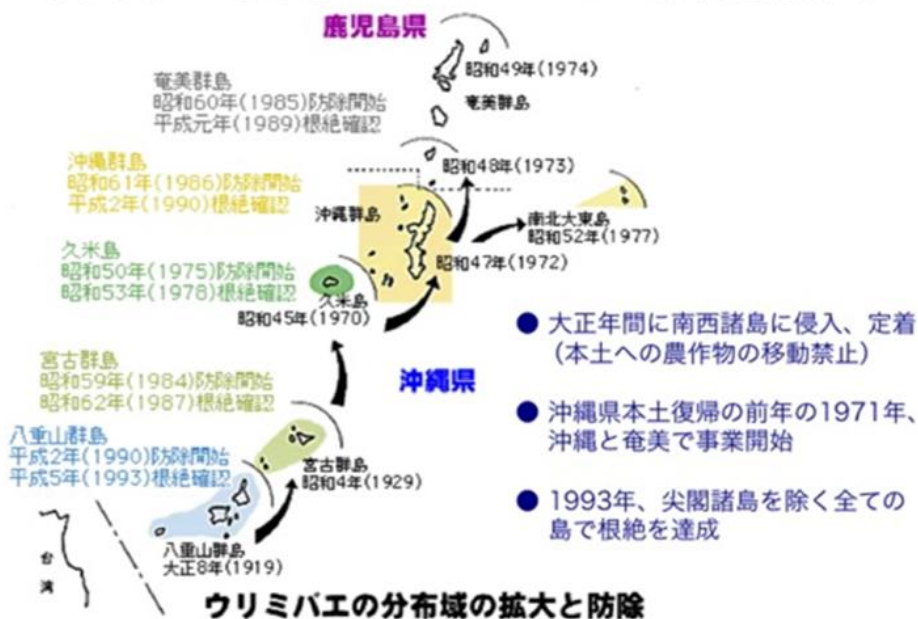 鹿児島県
昭和49年(1974)
奄美群島
奄美群島
昭和60年(1985)防除開始
平成元年(1989)根絶確認
昭和48年(1973)
沖縄群島
昭和61年(1986)防除開始
平成2年(1990)根絶確認
沖縄群島
南北大東島
昭和52年(1977)
昭和47年(1972)
久米島
昭和50年(1975)防除開始
昭和53年(1978)根絶確認
久米島
昭和45年(1970)
● 大正年間に南西諸島に侵入、定着
（本土への農作物の移動禁止）
宮古群島
昭和59年(1984)防除開始
昭和62年(1987)根絶確認
沖縄県
● 沖縄県本土復帰の前年の1971年、
沖縄と奄美で事業開始
八重山群島
平成2年(1990)防除開始
平成5年(1993)根絶確認
宮古群島
昭和4年(1929)
● 1993年、尖閣諸島を除く全ての
島で根絶を達成
八重山群島
大正8年(1919)
台湾
ウリミバエの分布域の拡大と防除